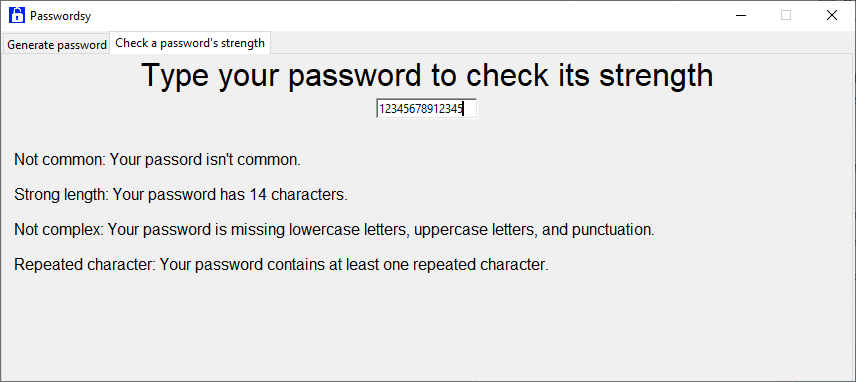 Passwordsy
Generate password
Check a password's strength
Type your password to check its strength
12345678912345
Not common: Your passord isn't common.
Strong length: Your password has 14 characters.
Not complex: Your password is missing lowercase letters, uppercase letters, and punctuation.
Repeated character: Your password contains at least one repeated character.